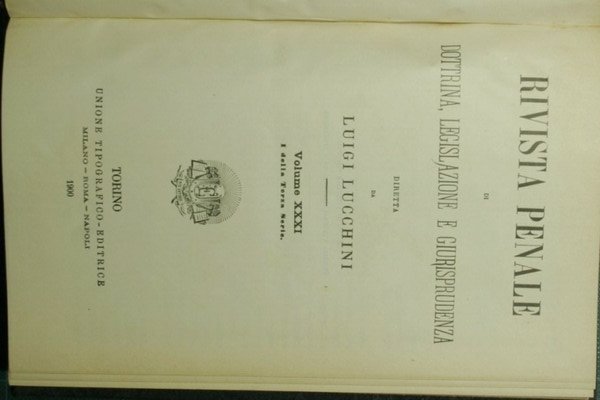 RIVISTA PENALE
DI
DOTTRINA, LEGISLAZIONE E GIURISPRUDENZA
DIRETTA
DA
LUIGI LUCCHINI
Volume XXXI
I della Terza Serie.
TORINO
UNIONE TIPOGRAFICO-EDITRICE
MILANO – ROMA – NAPOLI
1900